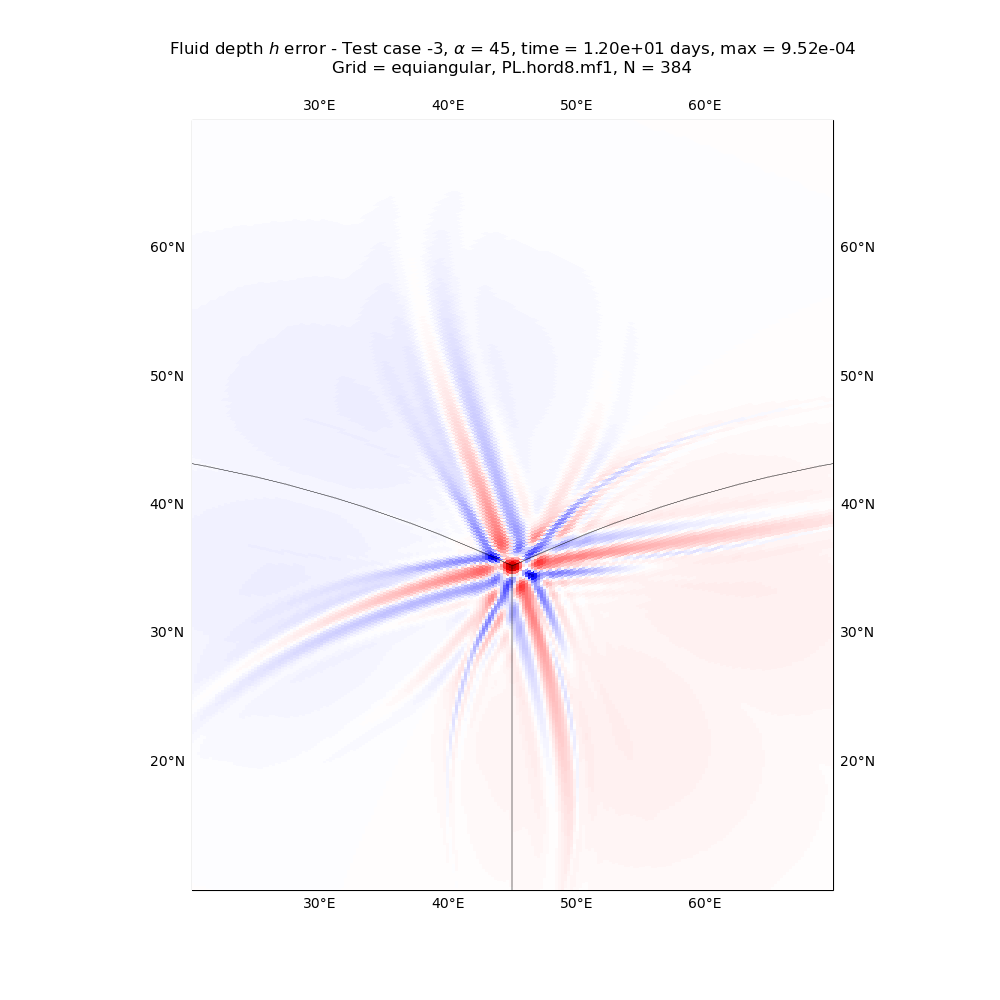 Fluid depth h error - Test case -3, α = 45, time = 1.20e+01 days, max = 9.52e-04
Grid = equiangular, PL.hord8.mf1, N = 384
30°E 40°E 50°E 60°E
60°N 60°N
50°N 50°N
40°N 40°N
30°N 30°N
20°N 20°N
30°E 40°E 50°E 60°E